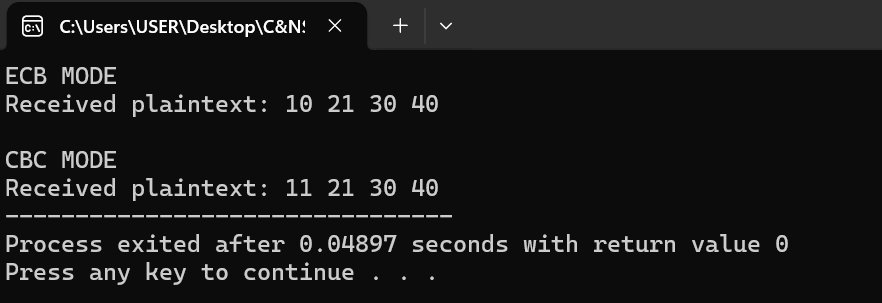 C:\Users\USER\Desktop\C&NS
ECB MODE
Received plaintext: 10 21 30 40
CBC MODE
Received plaintext: 11 21 30 40
--------------------------------
Process exited after 0.04897 seconds with return value 0
Press any key to continue . . .